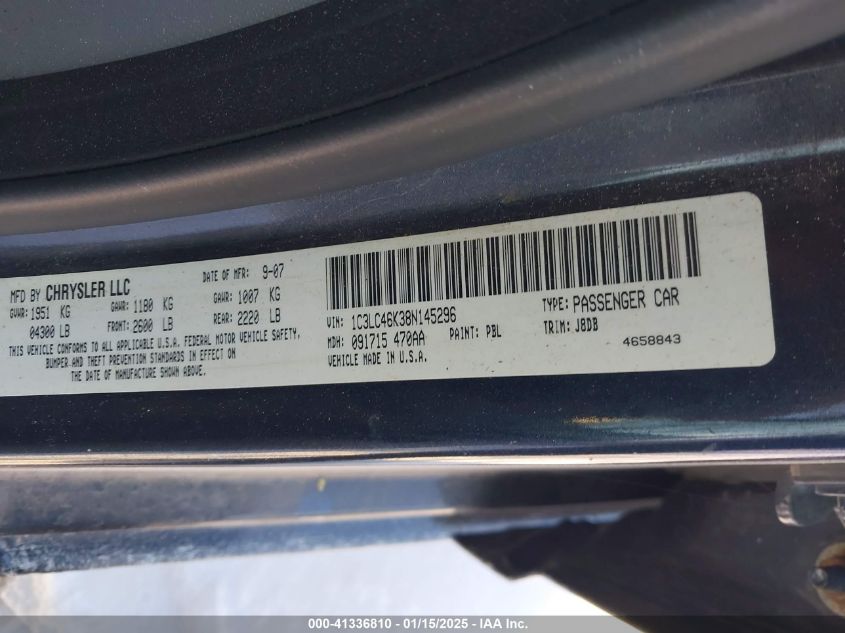 MFD BY CHRYSLER LLC
DATE OF MFR: 9-07
GVWR: 1951 KG
04300 LB
GAWR: 1180 KG
FRONT: 2600 LB
GAWR: 1007 KG
REAR: 2220 LB
THIS VEHICLE CONFORMS TO ALL APPLICABLE U.S.A. FEDERAL MOTOR VEHICLE SAFETY,
BUMPER AND THEFT PREVENTION STANDARDS IN EFFECT ON
THE DATE OF MANUFACTURE SHOWN ABOVE.
VIN: 1C3LC46K38N145296
TYPE: PASSENGER CAR
MDH: 091715 470AA
PAINT: PBL
TRIM: J8DB
VEHICLE MADE IN U.S.A.
4658843
000-41336810 - 01/15/2025 - IAA Inc.